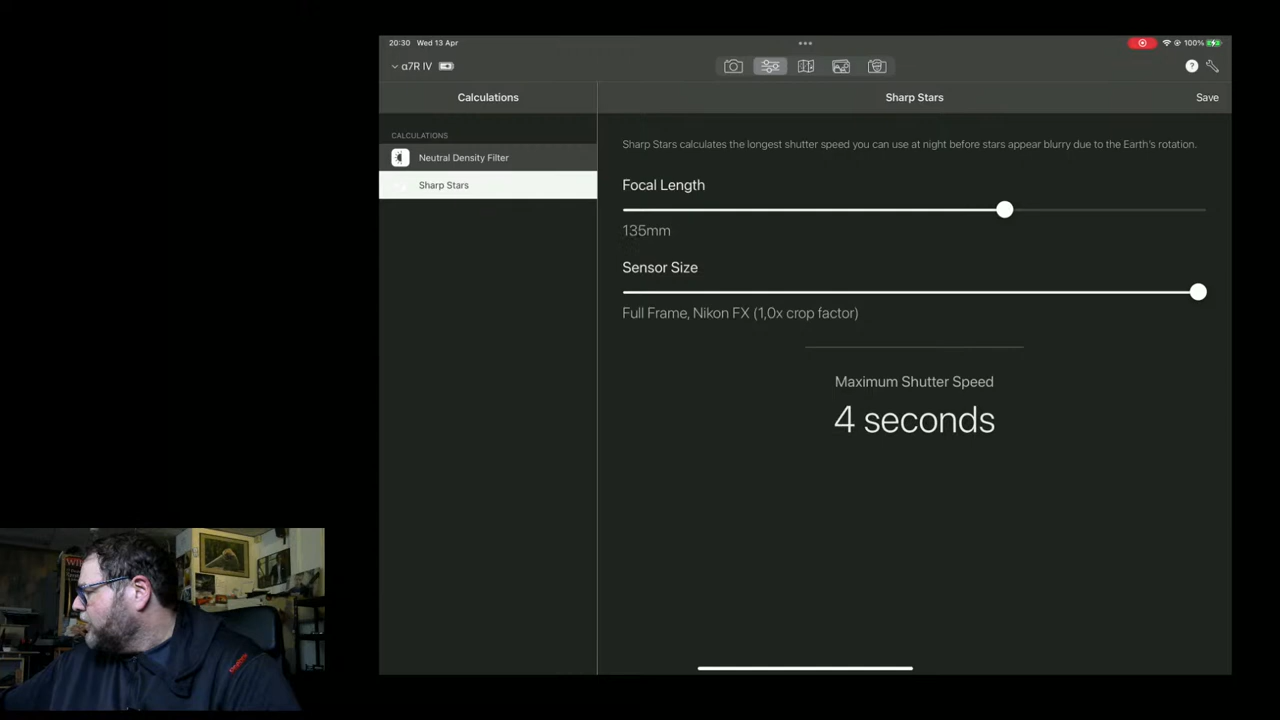 20:30 Wed 13 Apr
100%
α7R IV
?
Calculations
Sharp Stars
Save
CALCULATIONS
Neutral Density Filter
Sharp Stars
Sharp Stars calculates the longest shutter speed you can use at night before stars appear blurry due to the Earth's rotation.
Focal Length
135mm
Sensor Size
Full Frame, Nikon FX (1,0x crop factor)
Maximum Shutter Speed
4 seconds